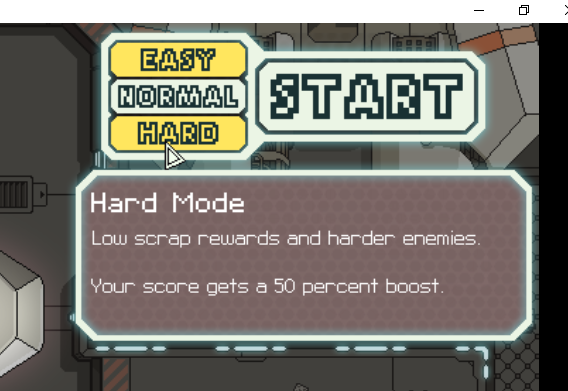 EASY
NORMAL
HARD
START
Hard Mode
Low scrap rewards and harder enemies.
Your score gets a 50 percent boost.